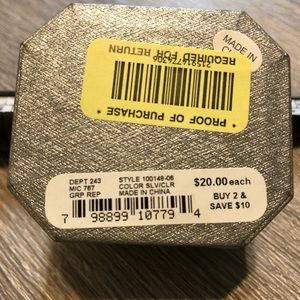 MADE IN
REQUIRED FOR RETURN
* PROOF OF PURCHASE *
DEPT 243
MIC 767
GRP REP
STYLE 100148-06
COLOR SLV/CLR
MADE IN CHINA
$20.00 each
BUY 2 &
SAVE $10
7 98899 10779 4